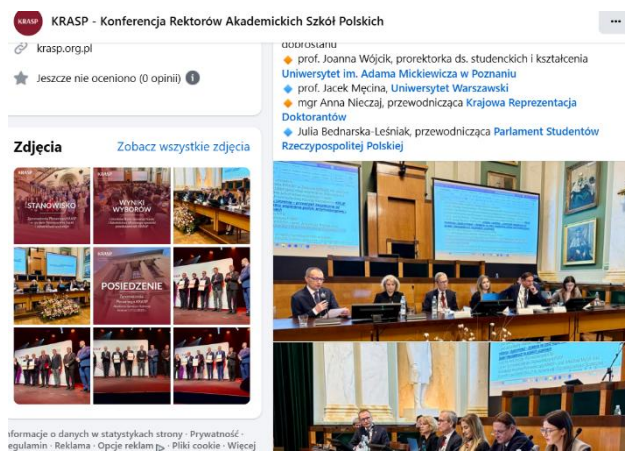 KRASP
KRASP - Konferencja Rektorów Akademickich Szkół Polskich
krasp.org.pl
Jeszcze nie oceniono (0 opinii)
Zdjęcia
Zobacz wszystkie zdjęcia
STANOWISKO
KRASP
WYNIKI
WYBORÓW
KRASP
POSIEDZENIE
nformacje o danych w statystykach strony · Prywatność ·
egulamin · Reklama · Opcje reklam · Pliki cookie · Więcej
dobrostanu
prof. Joanna Wójcik, prorektorka ds. studenckich i kształcenia
Uniwersytet im. Adama Mickiewicza w Poznaniu
prof. Jacek Męcina, Uniwersytet Warszawski
mgr Anna Nieczaj, przewodnicząca Krajowa Reprezentacja
Doktorantów
Julia Bednarska-Leśniak, przewodnicząca Parlament Studentów
Rzeczypospolitej Polskiej